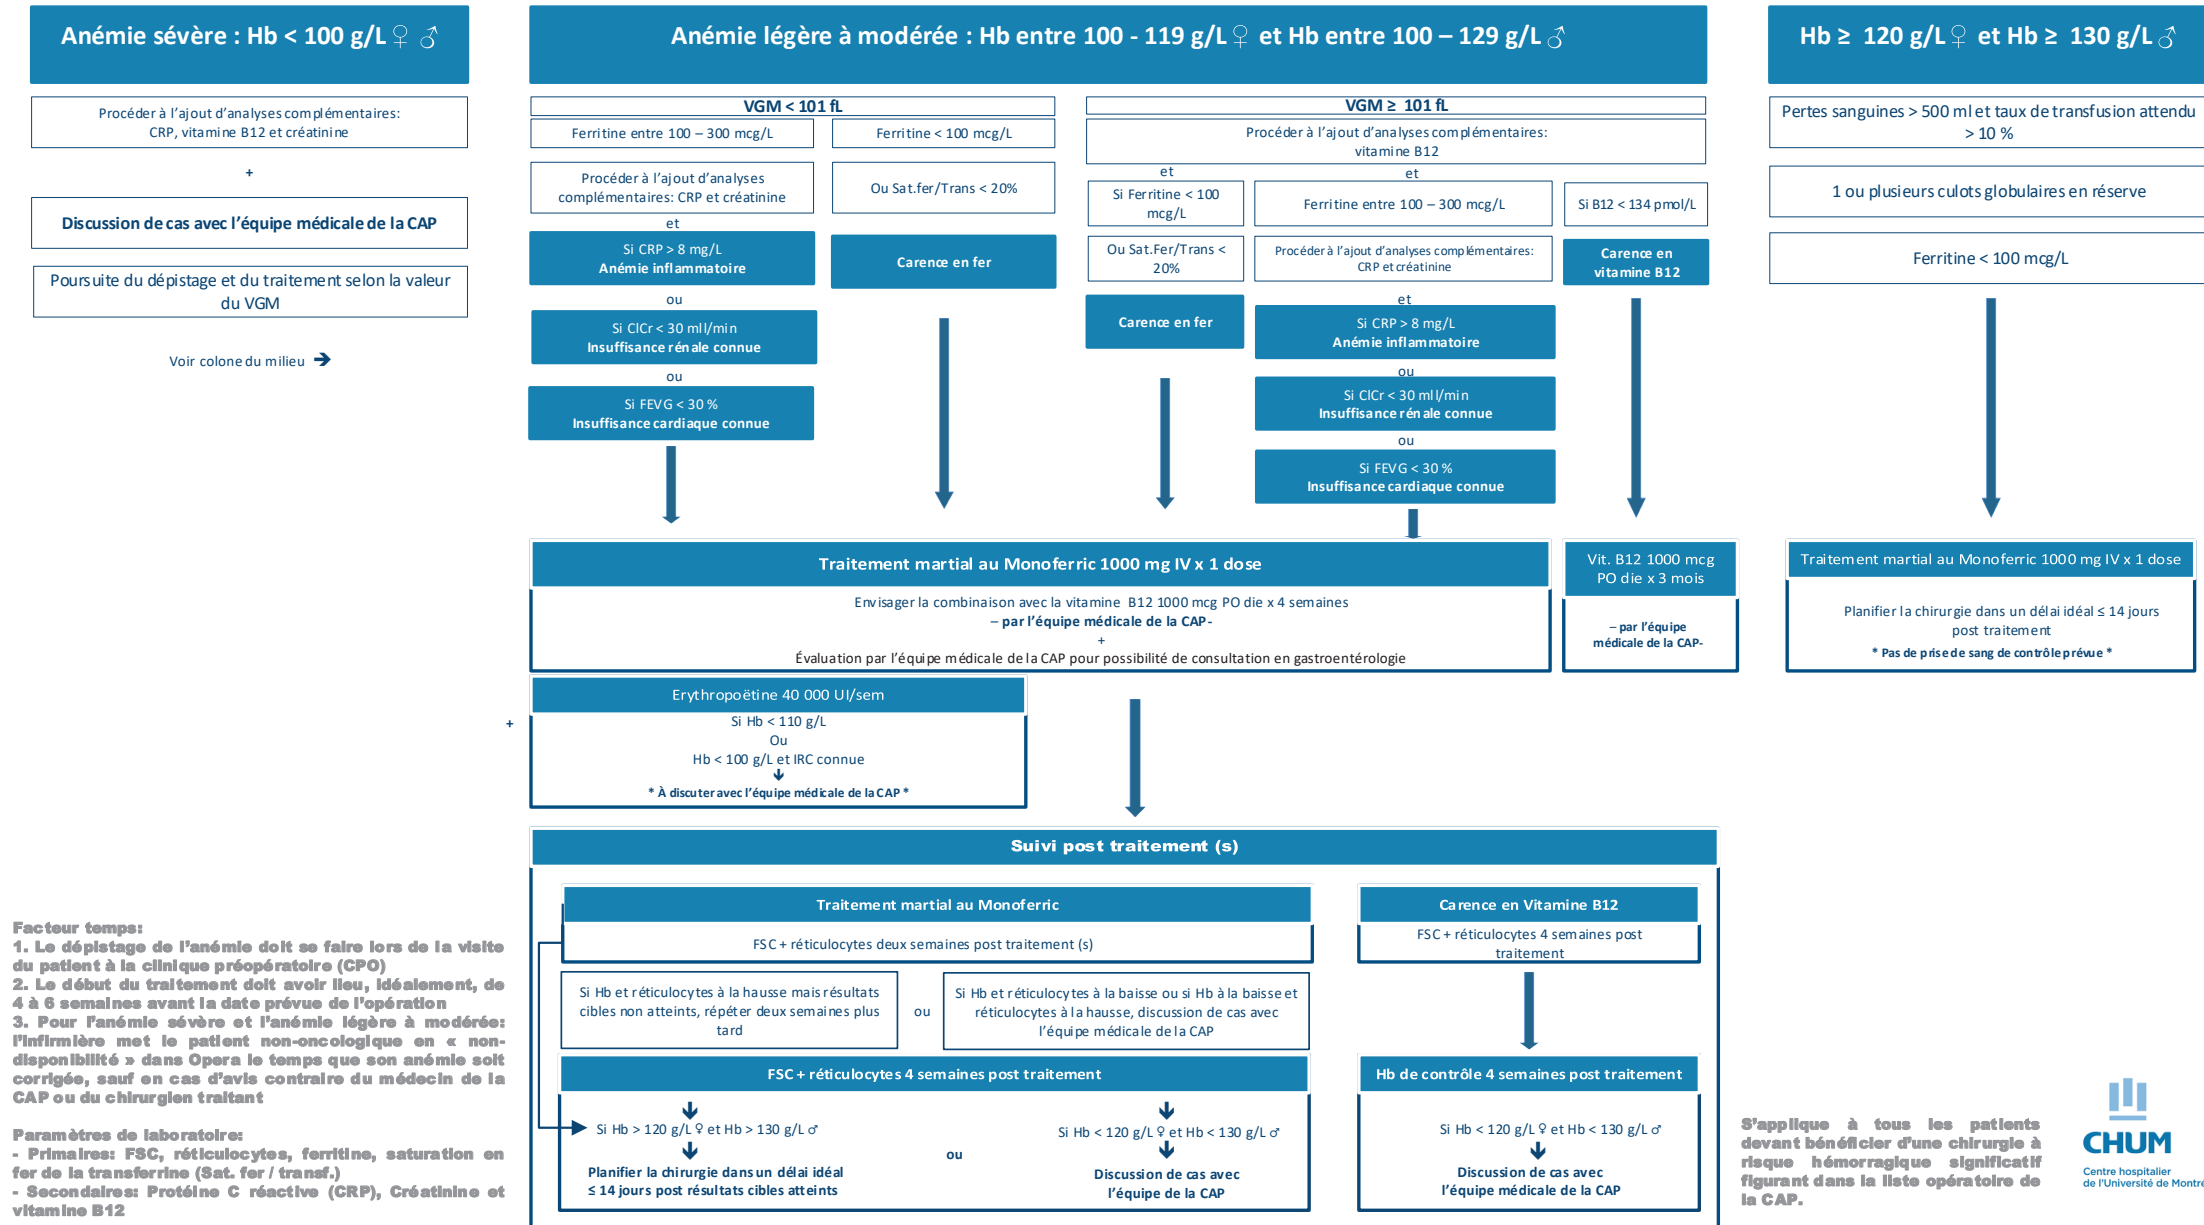 Anémie sévère : Hb < 100 g/L ♀ ♂
Procéder à l'ajout d'analyses complémentaires:
CRP, vitamine B12 et créatinine
+
Discussion de cas avec l'équipe médicale de la CAP
Poursuite du dépistage et du traitement selon la valeur
du VGM
Voir colone du milieu ➔
Anémie légère à modérée : Hb entre 100 - 119 g/L ♀ et Hb entre 100 – 129 g/L ♂
VGM < 101 fL
Ferritine entre 100 – 300 mcg/L
Procéder à l'ajout d'analyses
complémentaires: CRP et créatinine
et
Si CRP > 8 mg/L
Anémie inflammatoire
ou
Si ClCr < 30 ml/min
Insuffisance rénale connue
ou
Si FEVG < 30 %
Insuffisance cardiaque connue
Ferritine < 100 mcg/L
Ou Sat.fer/Trans < 20%
Carence en fer
VGM ≥ 101 fL
Procéder à l'ajout d'analyses complémentaires:
vitamine B12
et
Si Ferritine < 100
mcg/L
Ou Sat.Fer/Trans <
20%
Carence en fer
et
Ferritine entre 100 – 300 mcg/L
Procéder à l'ajout d'analyses complémentaires:
CRP et créatinine
et
Si CRP > 8 mg/L
Anémie inflammatoire
ou
Si ClCr < 30 ml/min
Insuffisance rénale connue
ou
Si FEVG < 30 %
Insuffisance cardiaque connue
Si B12 < 134 pmol/L
Carence en
vitamine B12
Traitement martial au Monoferric 1000 mg IV x 1 dose
Envisager la combinaison avec la vitamine B12 1000 mcg PO die x 4 semaines
– par l'équipe médicale de la CAP-
+
Évaluation par l'équipe médicale de la CAP pour possibilité de consultation en gastroentérologie
Vit. B12 1000 mcg
PO die x 3 mois
– par l'équipe
médicale de la CAP-
+
Erythropoëtine 40 000 UI/sem
Si Hb < 110 g/L
Ou
Hb < 100 g/L et IRC connue
↓
* À discuter avec l'équipe médicale de la CAP *
Hb ≥ 120 g/L ♀ et Hb ≥ 130 g/L ♂
Pertes sanguines > 500 ml et taux de transfusion attendu
> 10 %
1 ou plusieurs culots globulaires en réserve
Ferritine < 100 mcg/L
Traitement martial au Monoferric 1000 mg IV x 1 dose
Planifier la chirurgie dans un délai idéal ≤ 14 jours
post traitement
* Pas de prise de sang de contrôle prévue *
Suivi post traitement (s)
Traitement martial au Monoferric
FSC + réticulocytes deux semaines post traitement (s)
Si Hb et réticulocytes à la hausse mais résultats
cibles non atteints, répéter deux semaines plus
tard
ou
Si Hb et réticulocytes à la baisse ou si Hb à la baisse et
réticulocytes à la hausse, discussion de cas avec
l'équipe médicale de la CAP
FSC + réticulocytes 4 semaines post traitement
↓
Si Hb > 120 g/L ♀ et Hb > 130 g/L ♂
↓
Planifier la chirurgie dans un délai idéal
≤ 14 jours post résultats cibles atteints
ou
↓
Si Hb < 120 g/L ♀ et Hb < 130 g/L ♂
↓
Discussion de cas avec
l'équipe de la CAP
Carence en Vitamine B12
FSC + réticulocytes 4 semaines post
traitement
Hb de contrôle 4 semaines post traitement
↓
Si Hb < 120 g/L ♀ et Hb < 130 g/L ♂
↓
Discussion de cas avec
l'équipe médicale de la CAP
Facteur temps:
1. Le dépistage de l'anémie doit se faire lors de la visite
du patient à la clinique préopératoire (CPO)
2. Le début du traitement doit avoir lieu, idéalement, de
4 à 6 semaines avant la date prévue de l'opération
3. Pour l'anémie sévère et l'anémie légère à modérée:
l'infirmière met le patient non-oncologique en « non-
disponibilité » dans Opera le temps que son anémie soit
corrigée, sauf en cas d'avis contraire du médecin de la
CAP ou du chirurgien traitant
Paramètres de laboratoire:
- Primaires: FSC, réticulocytes, ferritine, saturation en
fer de la transferrine (Sat. fer / transf.)
- Secondaires: Protéine C réactive (CRP), Créatinine et
vitamine B12
S'applique à tous les patients
devant bénéficier d'une chirurgie à
risque hémorragique significatif
figurant dans la liste opératoire de
la CAP.
CHUM
Centre hospitalier
de l'Université de Montré